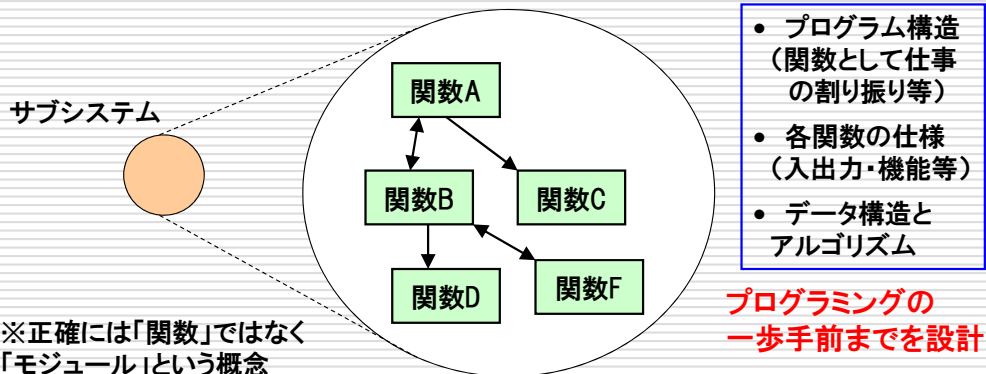 サブシステム
関数A
関数B
関数C
関数D
関数F
※正確には「関数」ではなく
「モジュール」という概念
• プログラム構造
(関数として仕事
の割り振り等)
• 各関数の仕様
(入出力・機能等)
• データ構造と
アルゴリズム
プログラミングの
一歩手前までを設計